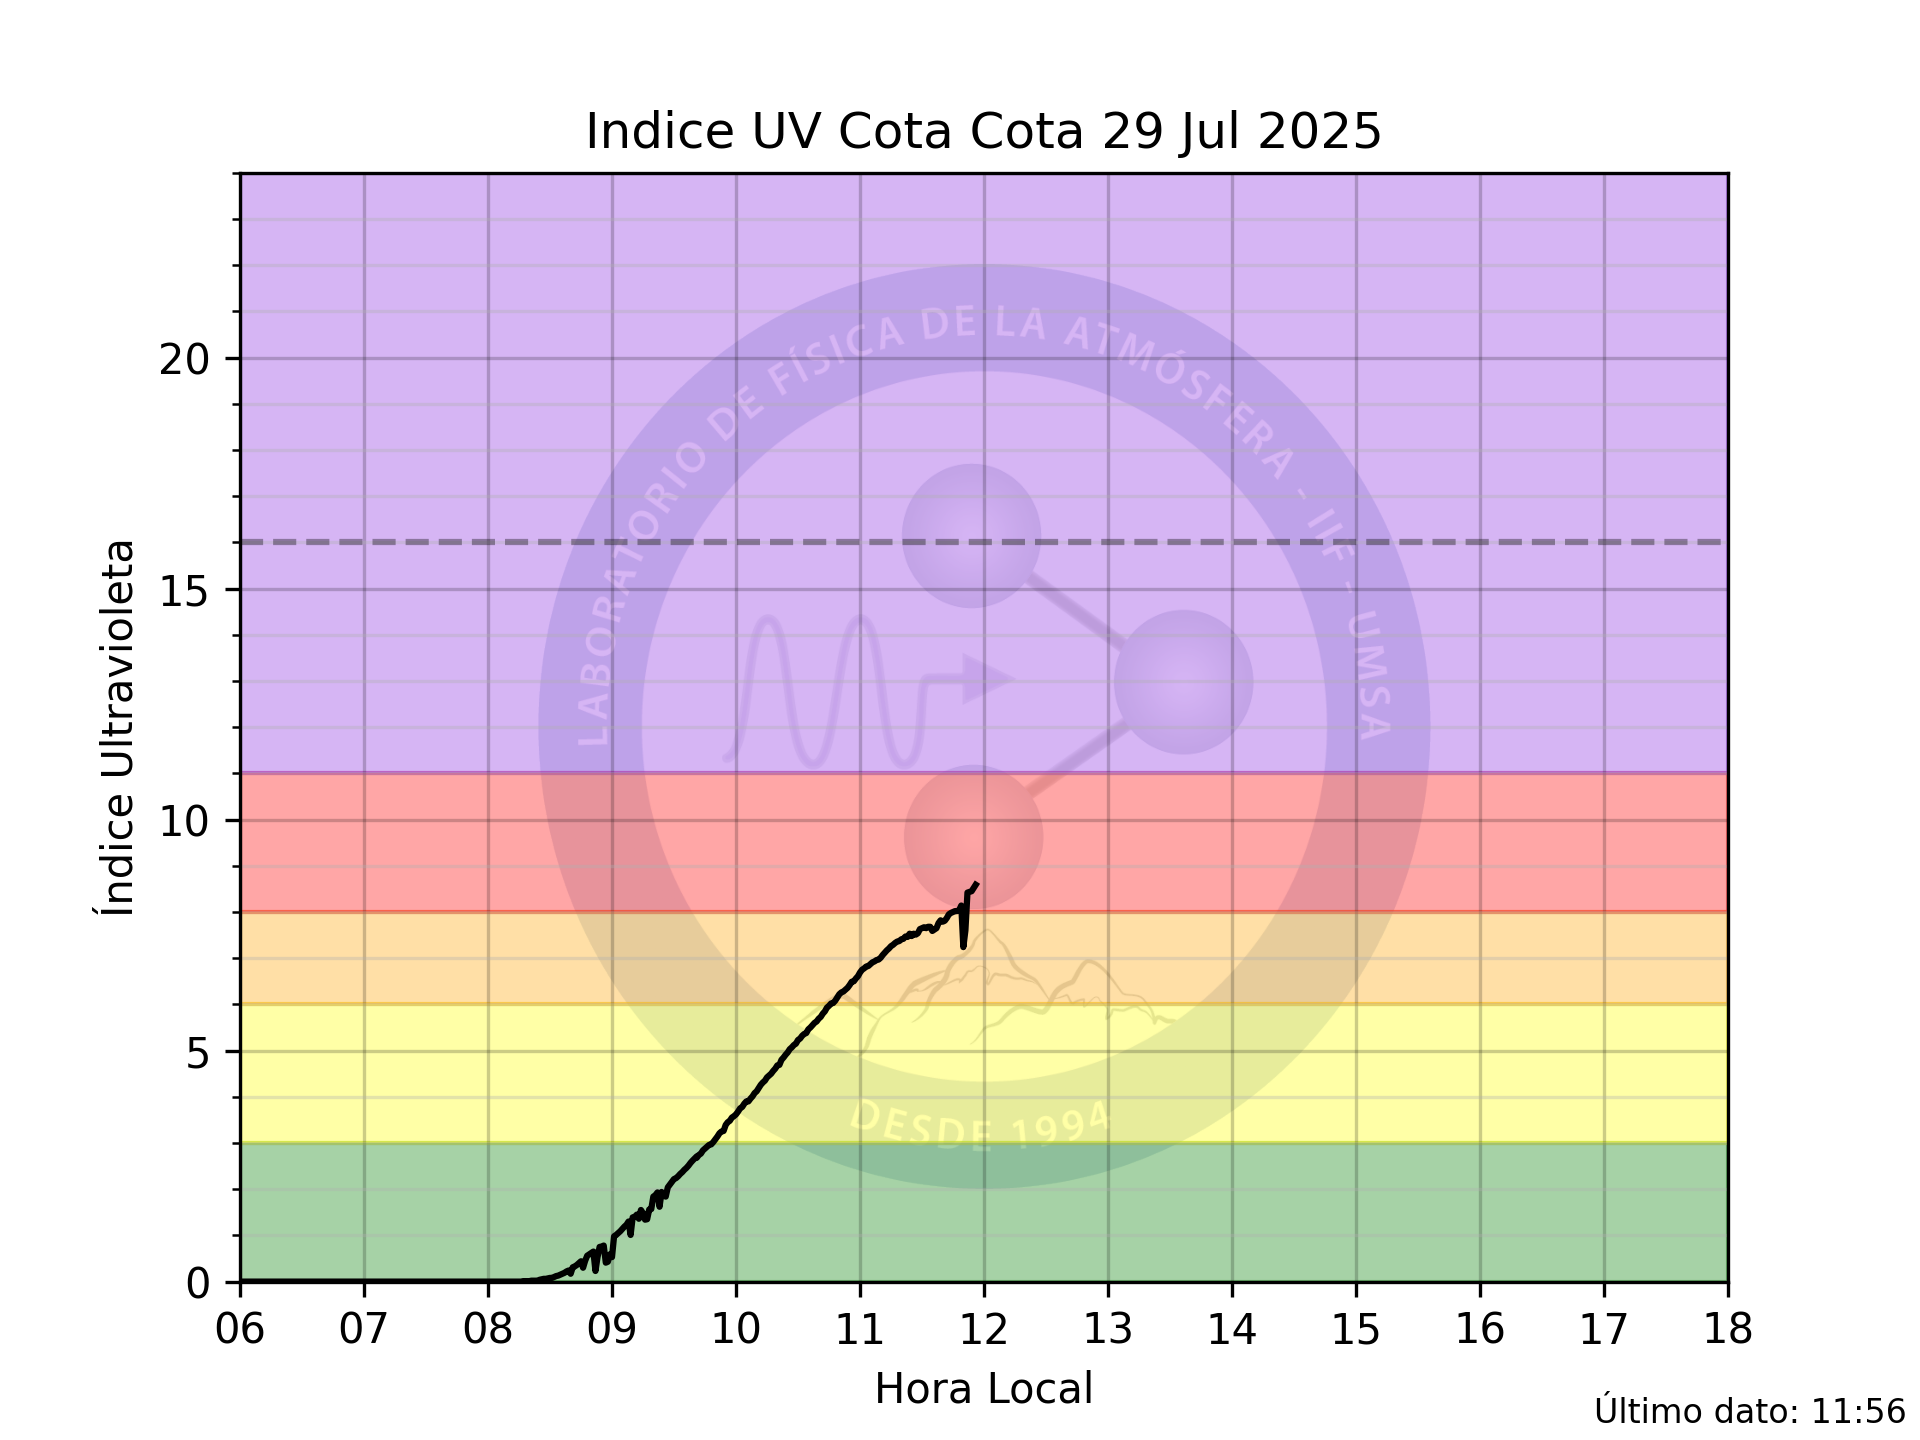 Indice UV Cota Cota 29 Jul 2025
Índice Ultravioleta
20
15
10
5
0
LABORATORIO DE FÍSICA DE LA ATMÓSFERA - IIF - UMSA
DESDE 1994
06 07 08 09 10 11 12 13 14 15 16 17 18
Hora Local
Último dato: 11:56